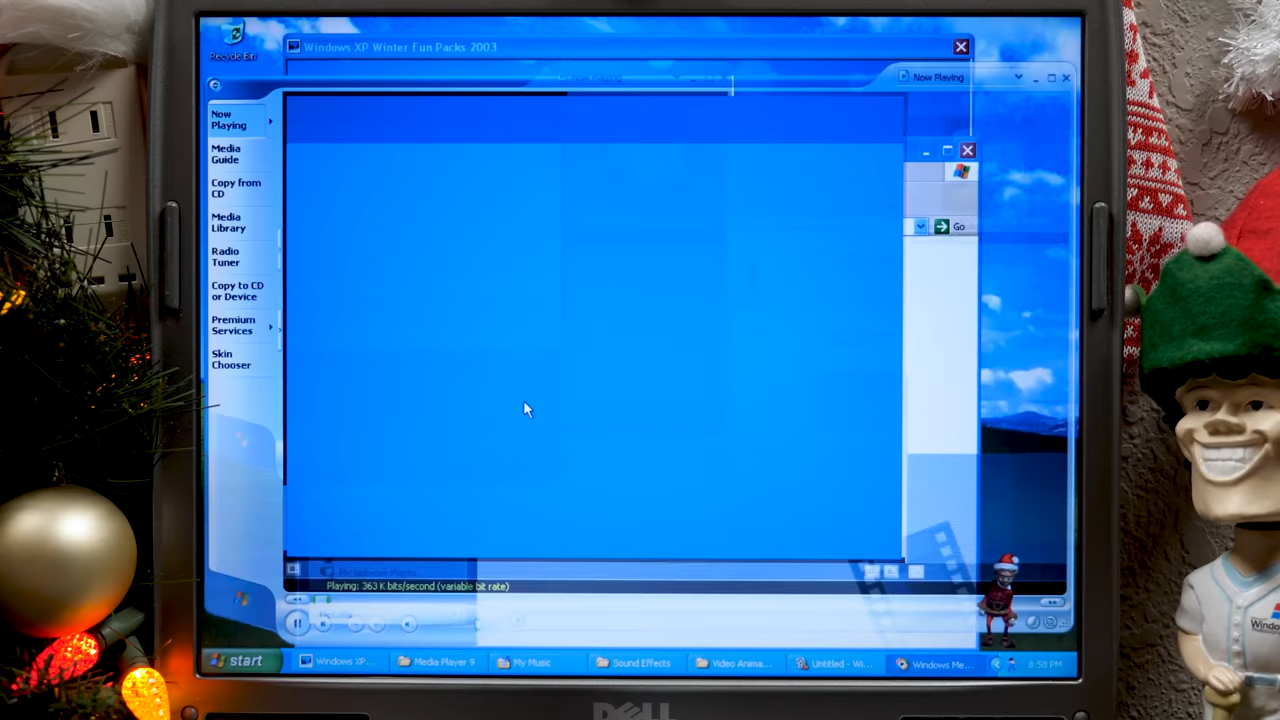 Recycle Bin
Windows XP Winter Fun Packs 2003
Now Playing
Now
Playing
Media
Guide
Copy from
CD
Media
Library
Radio
Tuner
Copy to CD
or Device
Premium
Services
Skin
Chooser
Go
My Network Places
Playing: 363 K bits/second (variable bit rate)
start
Windows XP...
Media Player 9
My Music
Sound Effects
Video Anima...
Untitled - Wi...
Windows Me...
8:58 PM
DELL
Windo